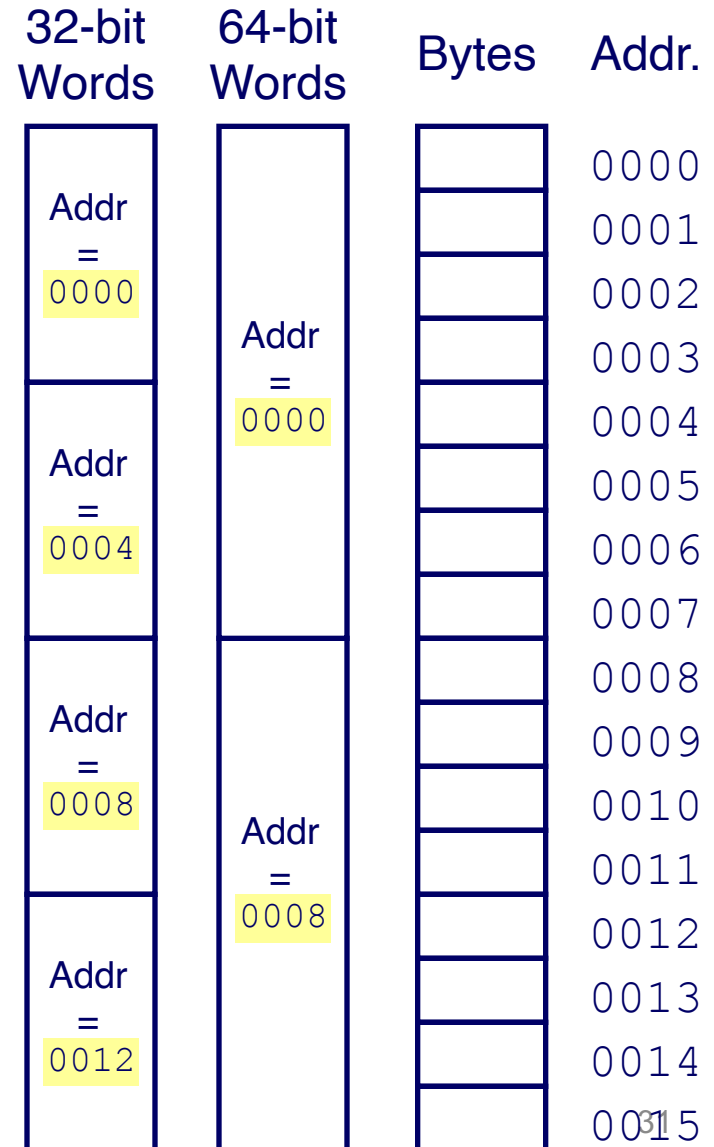 32-bit
Words
64-bit
Words
Bytes
Addr.
Addr
=
0000
Addr
=
0004
Addr
=
0008
Addr
=
0012
Addr
=
0000
Addr
=
0008
0000
0001
0002
0003
0004
0005
0006
0007
0008
0009
0010
0011
0012
0013
0014
0015
31